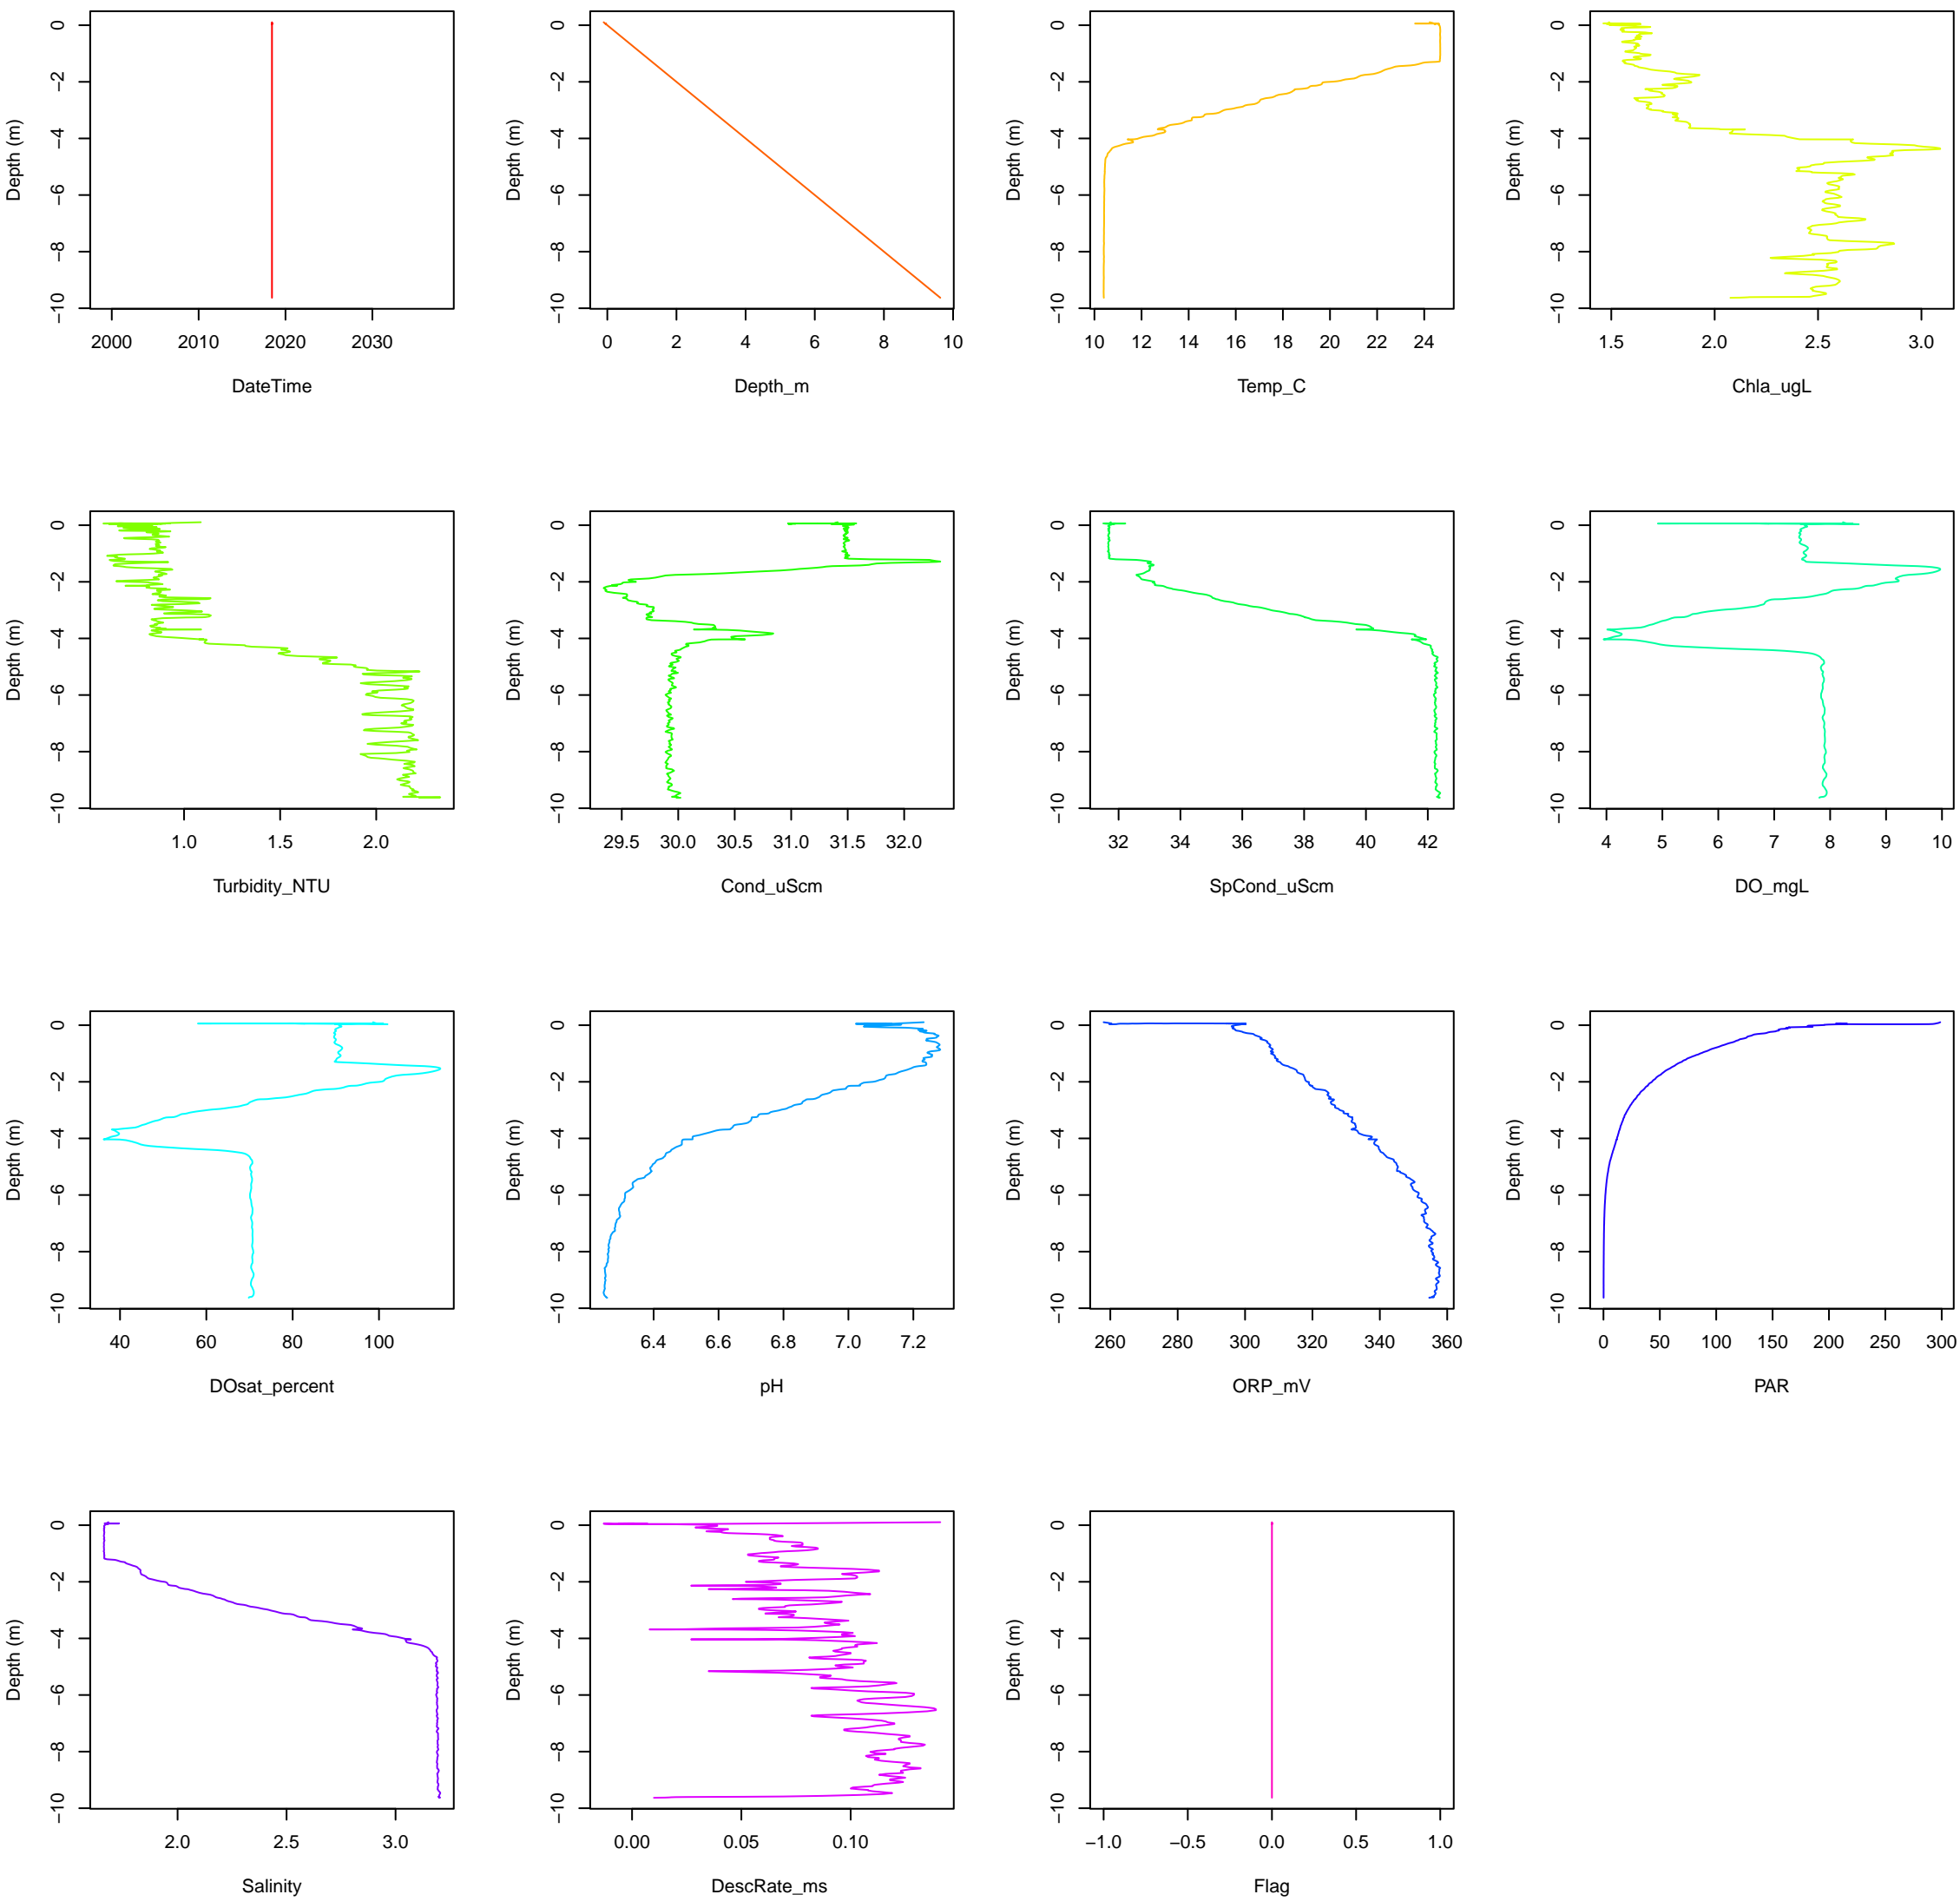 Depth (m) Depth (m) Depth (m) Depth (m)
0 −2 −4 −6 −8 −10 0 −2 −4 −6 −8 −10 0 −2 −4 −6 −8 −10 0 −2 −4 −6 −8 −10
2000 2010 2020 2030 0 2 4 6 8 10 10 12 14 16 18 20 22 24 1.5 2.0 2.5 3.0
DateTime Depth_m Temp_C Chla_ugL
Depth (m) Depth (m) Depth (m) Depth (m)
0 −2 −4 −6 −8 −10 0 −2 −4 −6 −8 −10 0 −2 −4 −6 −8 −10 0 −2 −4 −6 −8 −10
1.0 1.5 2.0 29.5 30.0 30.5 31.0 31.5 32.0 32 34 36 38 40 42 4 5 6 7 8 9 10
Turbidity_NTU Cond_uScm SpCond_uScm DO_mgL
Depth (m) Depth (m) Depth (m) Depth (m)
0 −2 −4 −6 −8 −10 0 −2 −4 −6 −8 −10 0 −2 −4 −6 −8 −10 0 −2 −4 −6 −8 −10
40 60 80 100 6.4 6.6 6.8 7.0 7.2 260 280 300 320 340 360 0 50 100 150 200 250 300
DOsat_percent pH ORP_mV PAR
Depth (m) Depth (m) Depth (m)
0 −2 −4 −6 −8 −10 0 −2 −4 −6 −8 −10 0 −2 −4 −6 −8 −10
2.0 2.5 3.0 0.00 0.05 0.10 −1.0 −0.5 0.0 0.5 1.0
Salinity DescRate_ms Flag